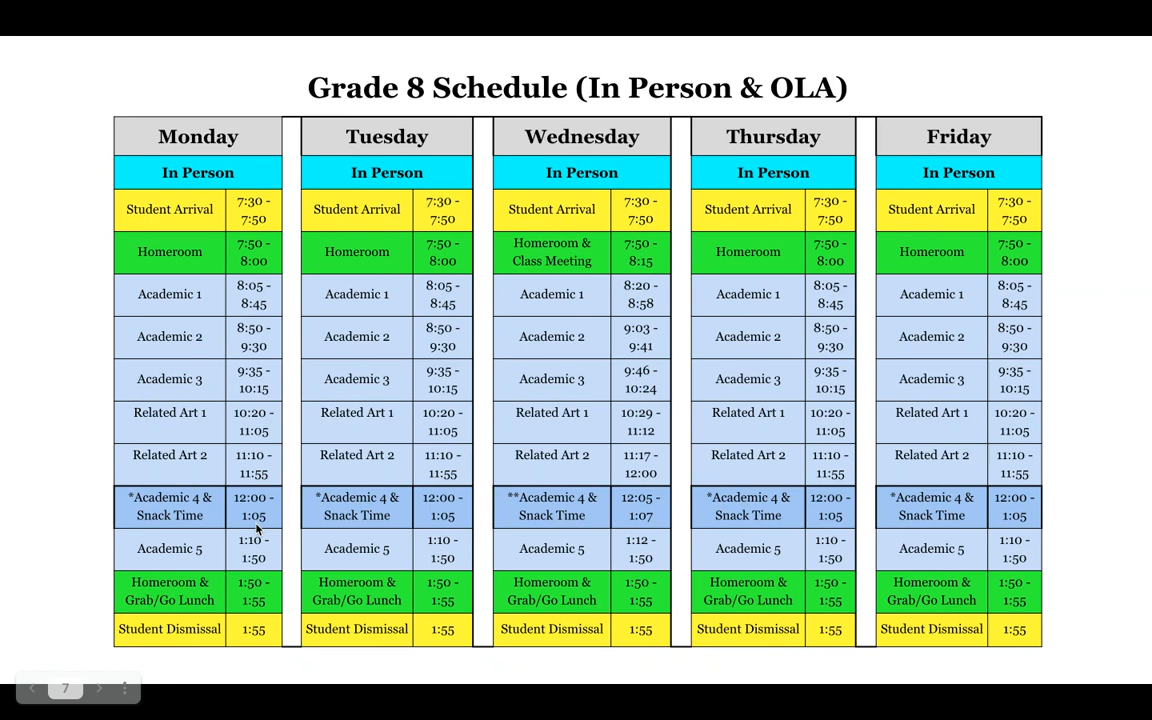 Grade 8 Schedule (In Person & OLA)
Monday Tuesday Wednesday Thursday Friday
In Person In Person In Person In Person In Person
Student Arrival 7:30 - 7:50 Student Arrival 7:30 - 7:50 Student Arrival 7:30 - 7:50 Student Arrival 7:30 - 7:50 Student Arrival 7:30 - 7:50
Homeroom 7:50 - 8:00 Homeroom 7:50 - 8:00 Homeroom & Class Meeting 7:50 - 8:15 Homeroom 7:50 - 8:00 Homeroom 7:50 - 8:00
Academic 1 8:05 - 8:45 Academic 1 8:05 - 8:45 Academic 1 8:20 - 8:58 Academic 1 8:05 - 8:45 Academic 1 8:05 - 8:45
Academic 2 8:50 - 9:30 Academic 2 8:50 - 9:30 Academic 2 9:03 - 9:41 Academic 2 8:50 - 9:30 Academic 2 8:50 - 9:30
Academic 3 9:35 - 10:15 Academic 3 9:35 - 10:15 Academic 3 9:46 - 10:24 Academic 3 9:35 - 10:15 Academic 3 9:35 - 10:15
Related Art 1 10:20 - 11:05 Related Art 1 10:20 - 11:05 Related Art 1 10:29 - 11:12 Related Art 1 10:20 - 11:05 Related Art 1 10:20 - 11:05
Related Art 2 11:10 - 11:55 Related Art 2 11:10 - 11:55 Related Art 2 11:17 - 12:00 Related Art 2 11:10 - 11:55 Related Art 2 11:10 - 11:55
*Academic 4 & Snack Time 12:00 - 1:05 *Academic 4 & Snack Time 12:00 - 1:05 **Academic 4 & Snack Time 12:05 - 1:07 *Academic 4 & Snack Time 12:00 - 1:05 *Academic 4 & Snack Time 12:00 - 1:05
Academic 5 1:10 - 1:50 Academic 5 1:10 - 1:50 Academic 5 1:12 - 1:50 Academic 5 1:10 - 1:50 Academic 5 1:10 - 1:50
Homeroom & Grab/Go Lunch 1:50 - 1:55 Homeroom & Grab/Go Lunch 1:50 - 1:55 Homeroom & Grab/Go Lunch 1:50 - 1:55 Homeroom & Grab/Go Lunch 1:50 - 1:55 Homeroom & Grab/Go Lunch 1:50 - 1:55
Student Dismissal 1:55 Student Dismissal 1:55 Student Dismissal 1:55 Student Dismissal 1:55 Student Dismissal 1:55
7